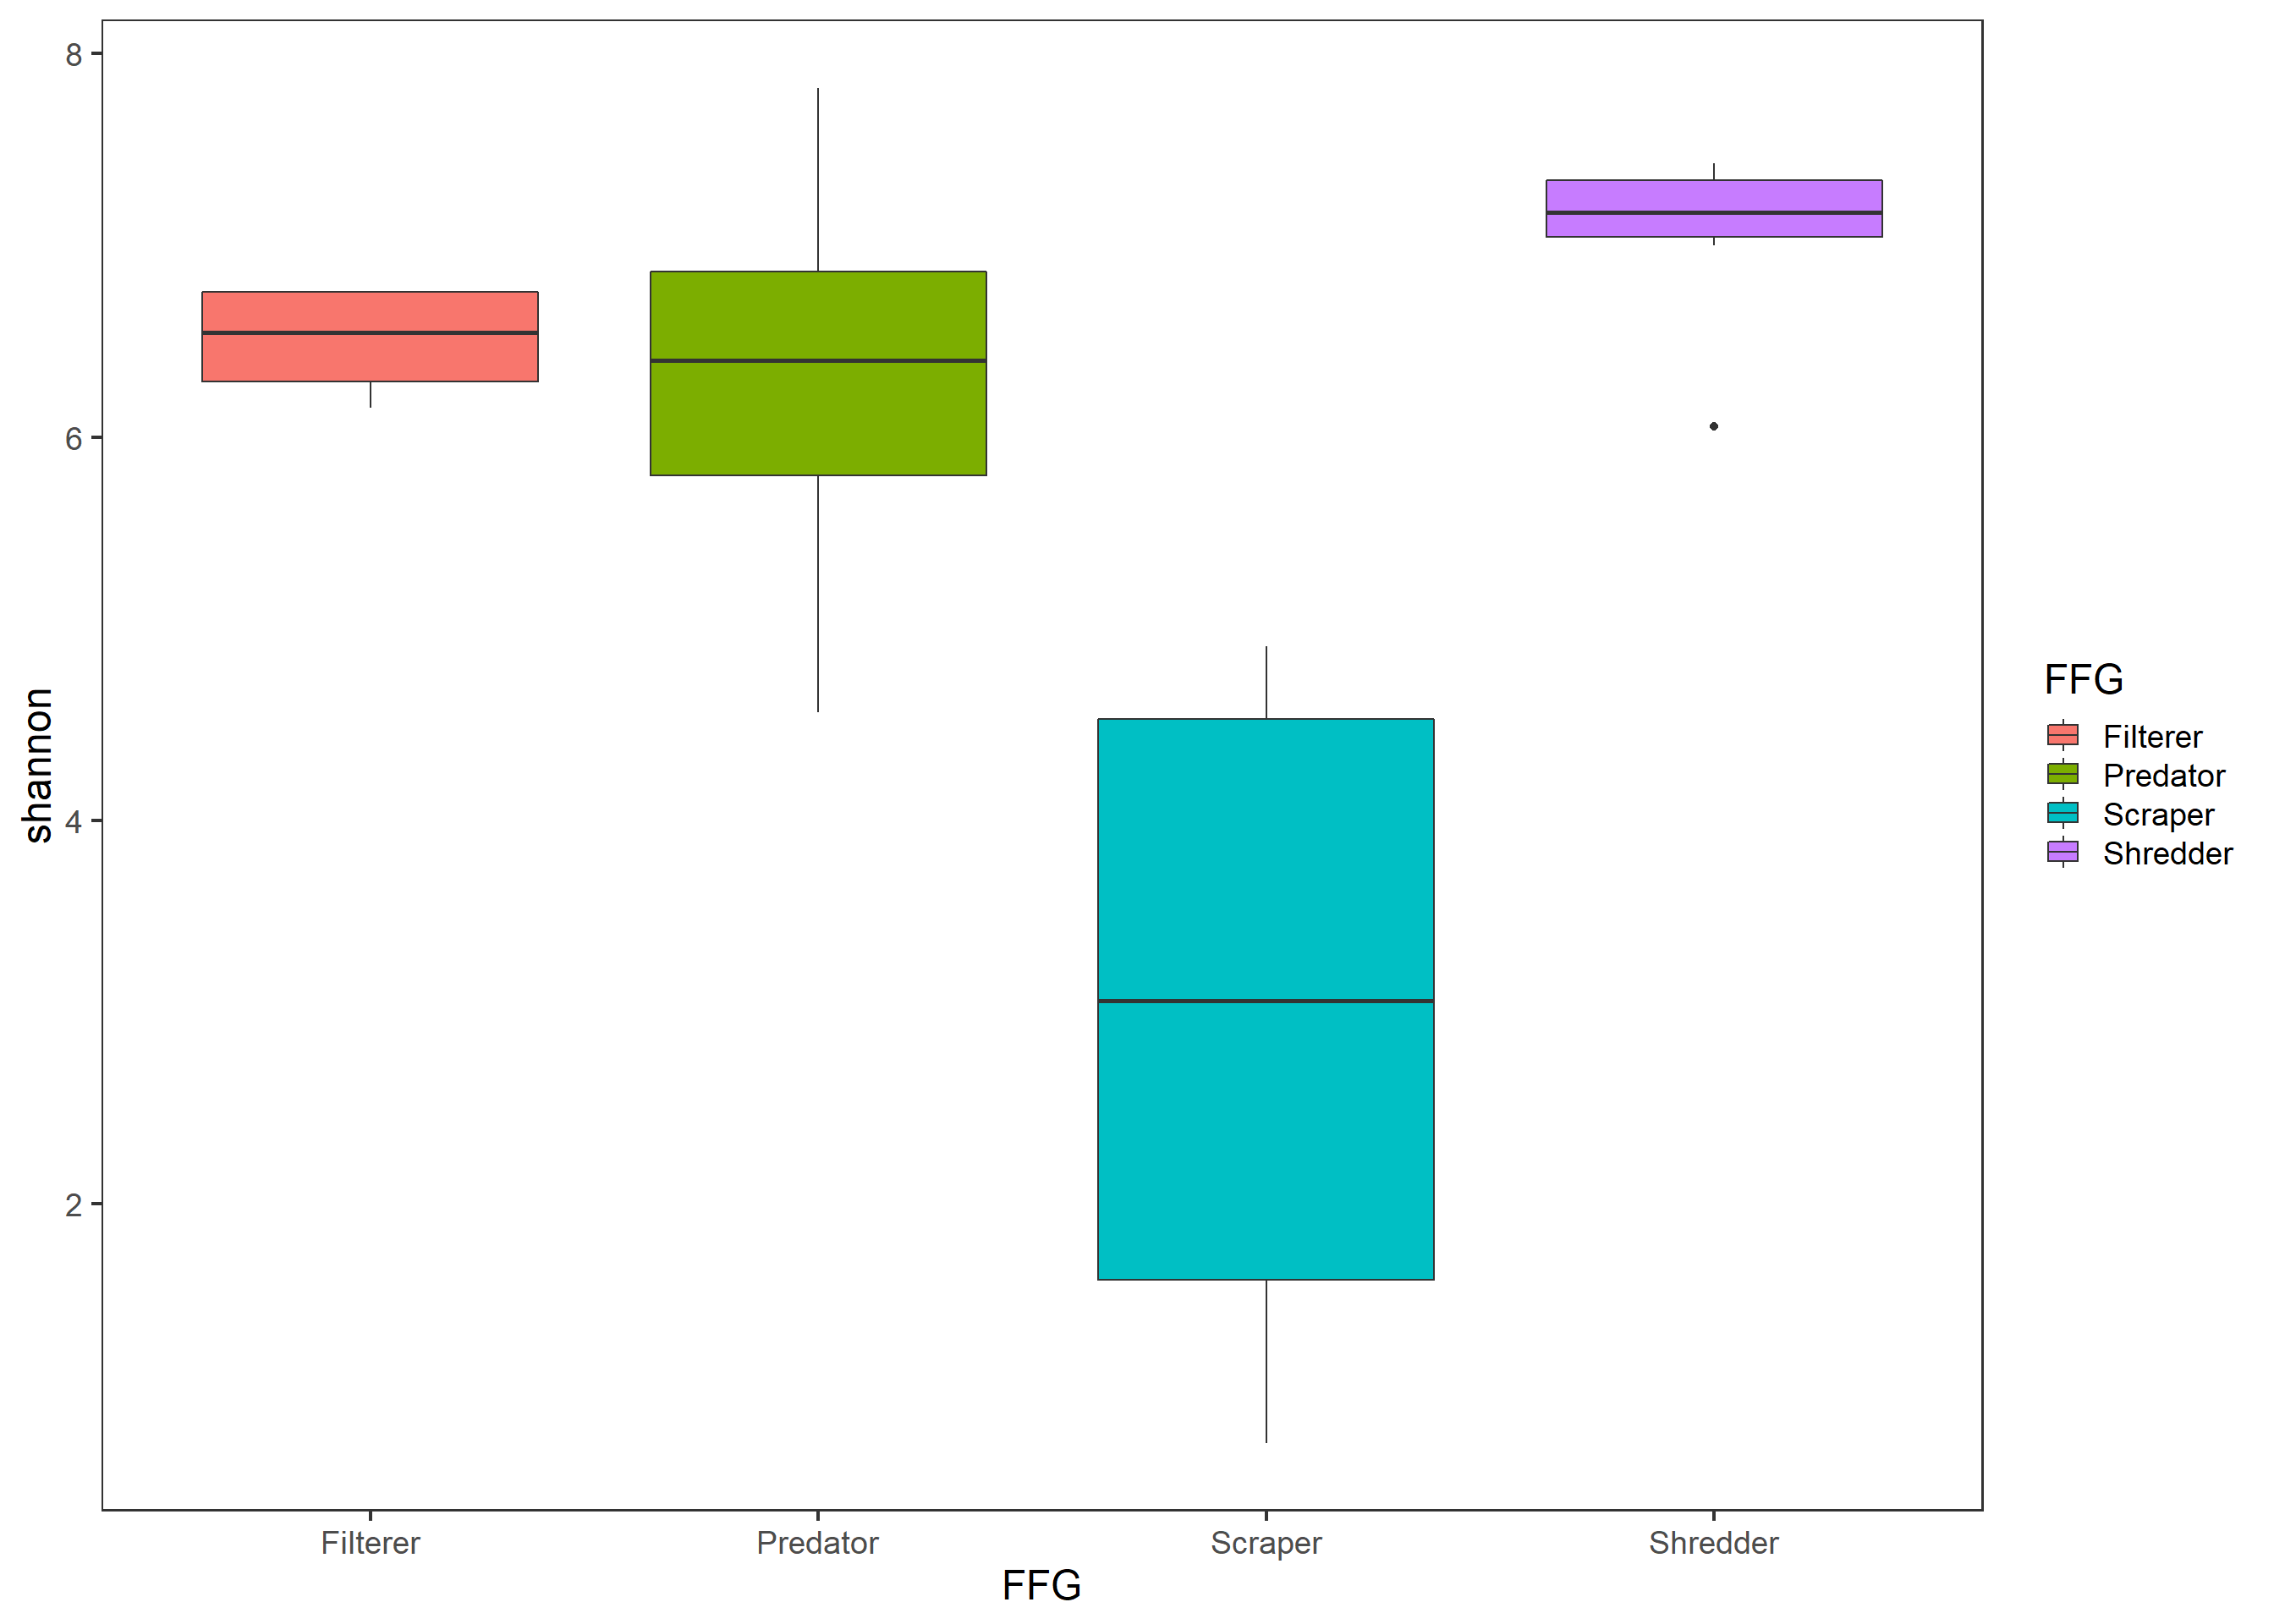 8
6
4
2
shannon
Filterer
Predator
Scraper
Shredder
FFG
FFG
Filterer
Predator
Scraper
Shredder